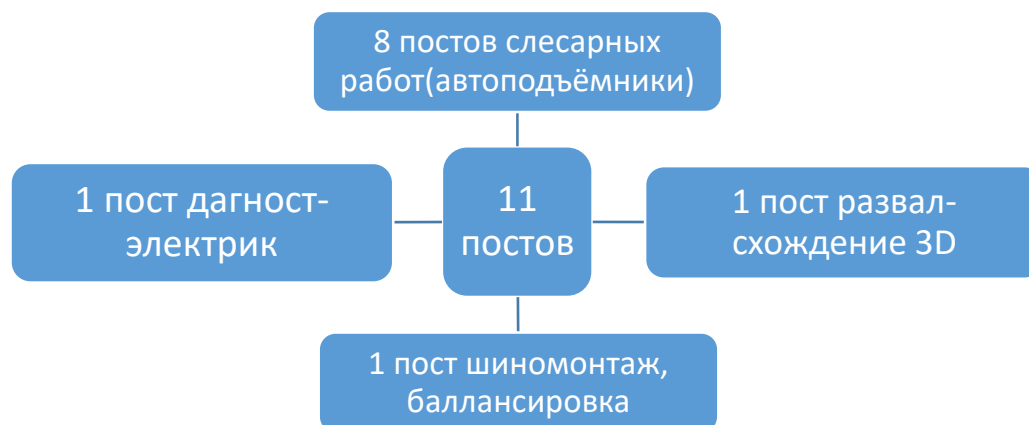 8 постов слесарных
работ(автоподъёмники)
1 пост дагност-
электрик
11
постов
1 пост развал-
схождение 3D
1 пост шиномонтаж,
баллансировка